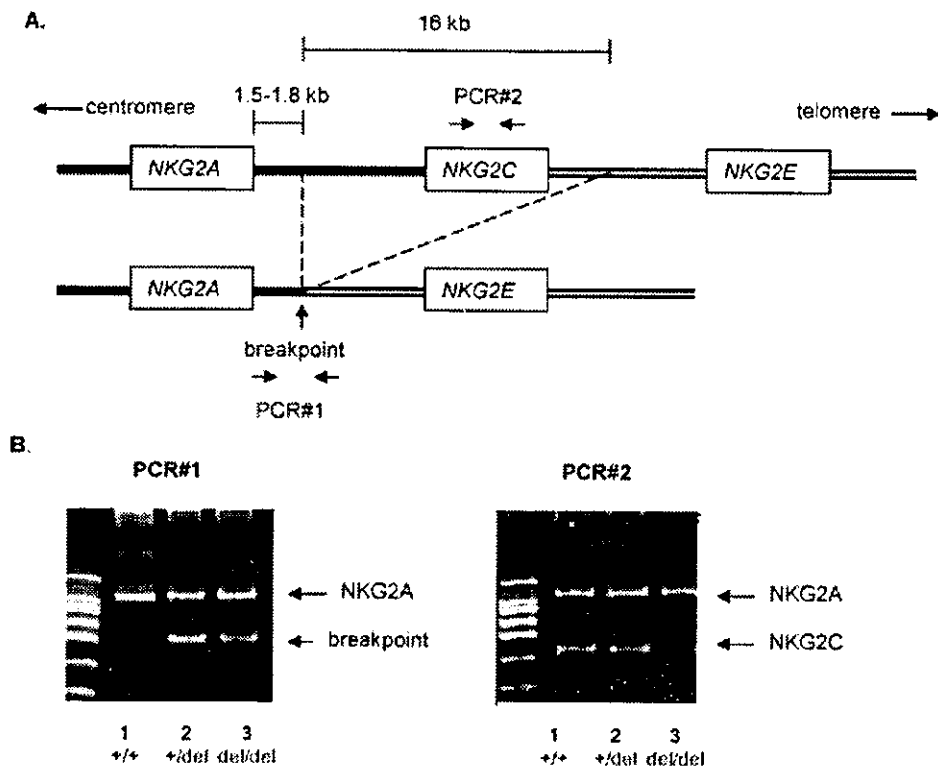 A.
16 kb
1.5-1.8 kb
centromere
PCR#2
telomere
NKG2A
NKG2C
NKG2E
NKG2A
NKG2E
breakpoint
PCR#1
B.
PCR#1
PCR#2
NKG2A
breakpoint
NKG2A
NKG2C
1 2 3
+/+ +/del del/del
1 2 3
+/+ +/del del/del